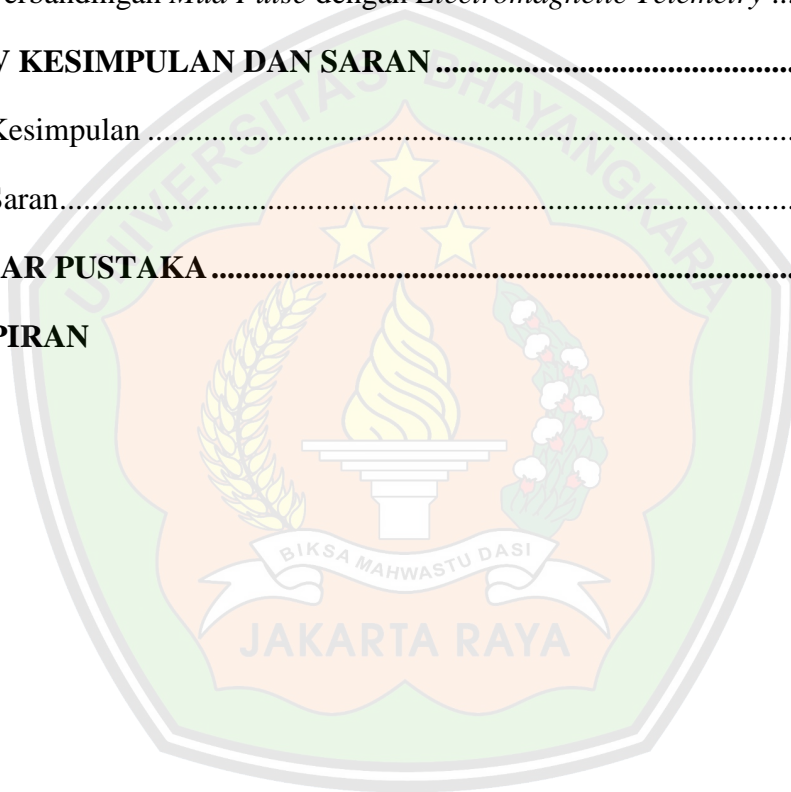 erbandingan Mud Pulse dengan Electromagnetic Telemetry ..
V KESIMPULAN DAN SARAN ............................................
Kesimpulan ................................................................................
Saran............................................................................................
AR PUSTAKA ........................................................................
PIRAN
UNIVERSITAS BHAYANGKARA
BIKSA MAHWASTU DASI
JAKARTA RAYA